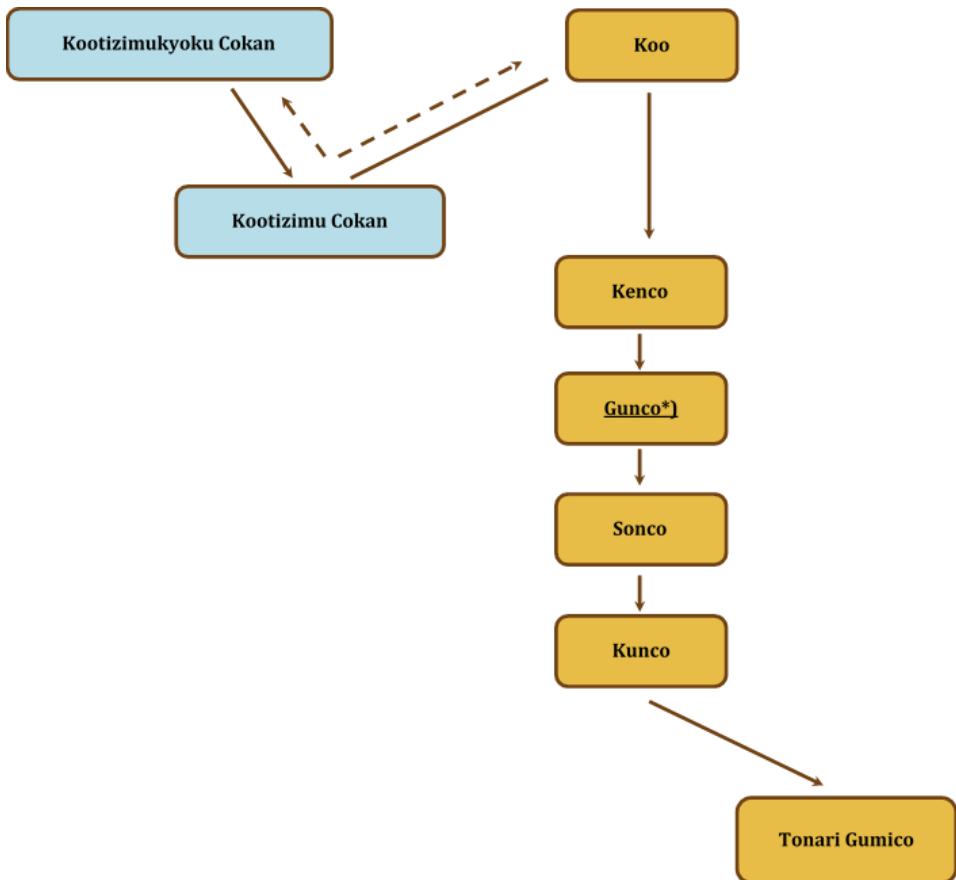 Kootizimukyoku Cokan
Koo
Kootizimu Cokan
Kenco
Gunco*)
Sonco
Kunco
Tonari Gumico